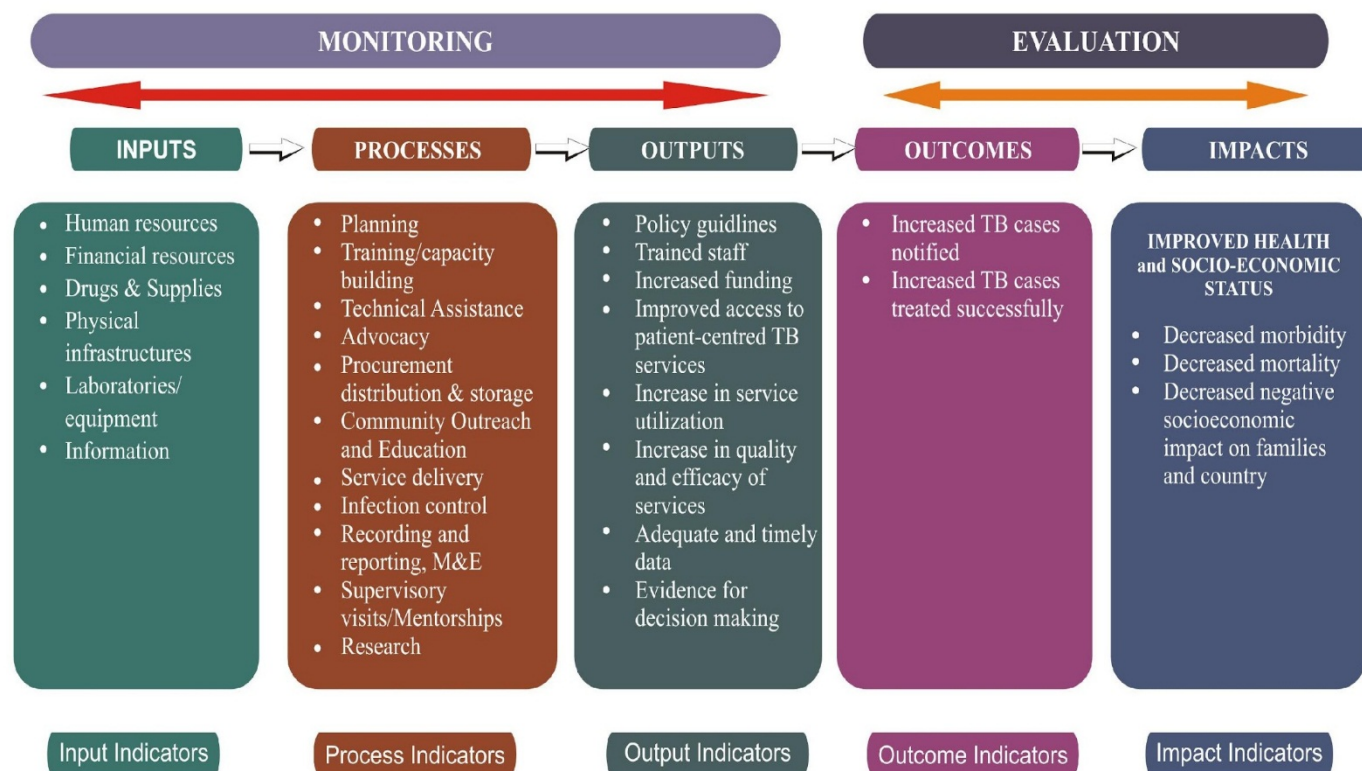 MONITORING
EVALUATION
INPUTS
PROCESSES
OUTPUTS
OUTCOMES
IMPACTS
• Human resources
• Financial resources
• Drugs & Supplies
• Physical
infrastructures
• Laboratories/
equipment
• Information
• Planning
• Training/capacity
building
• Technical Assistance
• Advocacy
• Procurement
distribution & storage
• Community Outreach
and Education
• Service delivery
• Infection control
• Recording and
reporting, M&E
• Supervisory
visits/Mentorships
• Research
• Policy guidlines
• Trained staff
• Increased funding
• Improved access to
patient-centred TB
services
• Increase in service
utilization
• Increase in quality
and efficacy of
services
• Adequate and timely
data
• Evidence for
decision making
• Increased TB cases
notified
• Increased TB cases
treated successfully
IMPROVED HEALTH
and SOCIO-ECONOMIC
STATUS
• Decreased morbidity
• Decreased mortality
• Decreased negative
socioeconomic
impact on families
and country
Input Indicators
Process Indicators
Output Indicators
Outcome Indicators
Impact Indicators